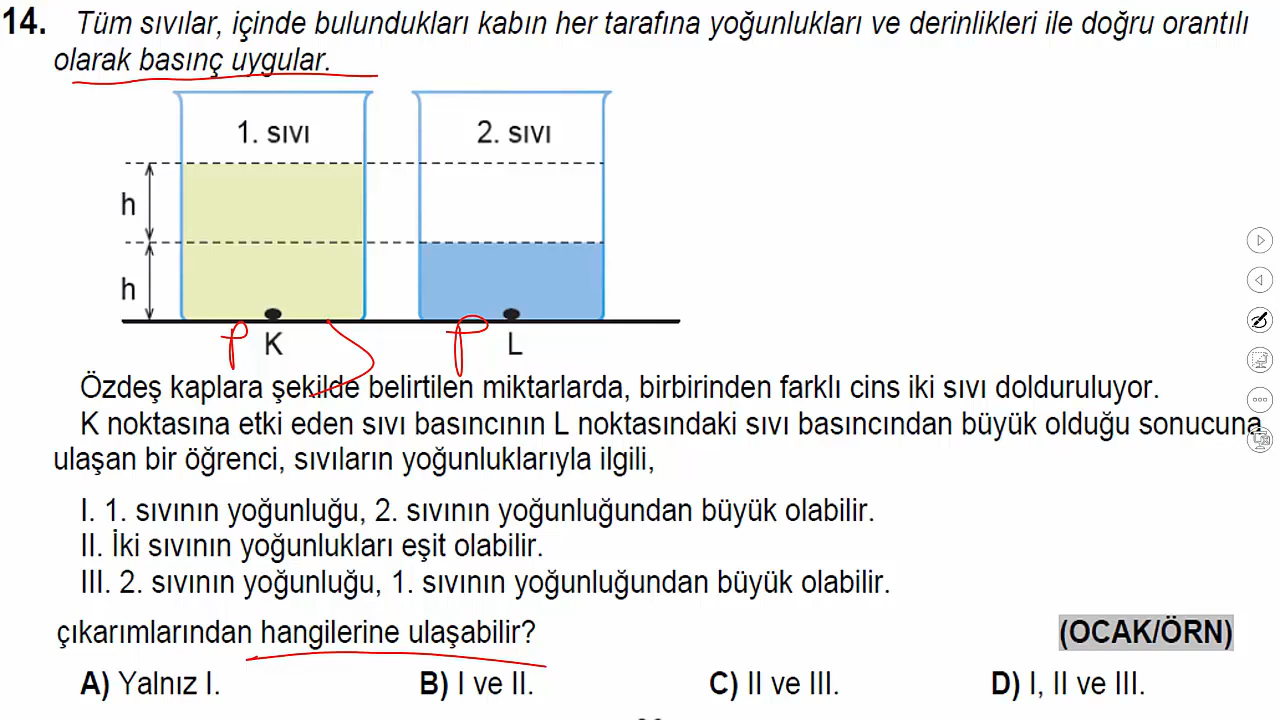 14. Tüm sıvılar, içinde bulundukları kabın her tarafına yoğunlukları ve derinlikleri ile doğru orantılı
olarak basınç uygular.
1. sıvı 2. sıvı
h
h
P K P L
Özdeş kaplara şekilde belirtilen miktarlarda, birbirinden farklı cins iki sıvı dolduruluyor.
K noktasına etki eden sıvı basıncının L noktasındaki sıvı basıncından büyük olduğu sonucuna
ulaşan bir öğrenci, sıvıların yoğunluklarıyla ilgili,
I. 1. sıvının yoğunluğu, 2. sıvının yoğunluğundan büyük olabilir.
II. İki sıvının yoğunlukları eşit olabilir.
III. 2. sıvının yoğunluğu, 1. sıvının yoğunluğundan büyük olabilir.
çıkarımlarından hangilerine ulaşabilir? (OCAK/ÖRN)
A) Yalnız I. B) I ve II. C) II ve III. D) I, II ve III.